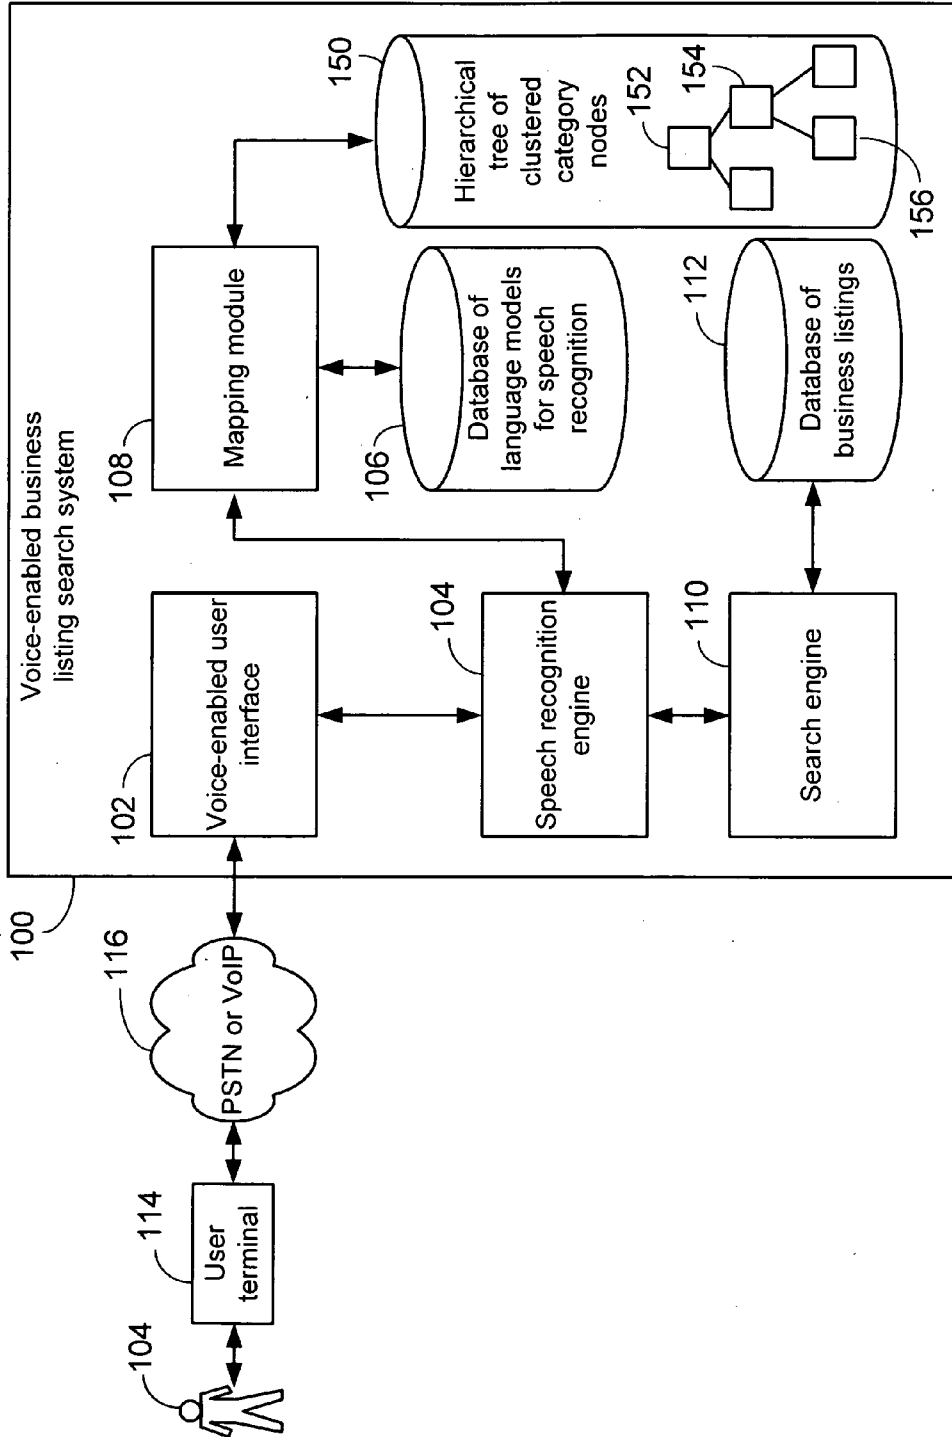 Voice-enabled business
listing search system
100
102
Voice-enabled user
interface
108
Mapping module
150
Hierarchical
tree of
clustered
category
nodes
152
154
156
106
Database of
language models
for speech
recognition
104
Speech recognition
engine
110
Search engine
112
Database of
business listings
116
PSTN or VoIP
114
User
terminal
104